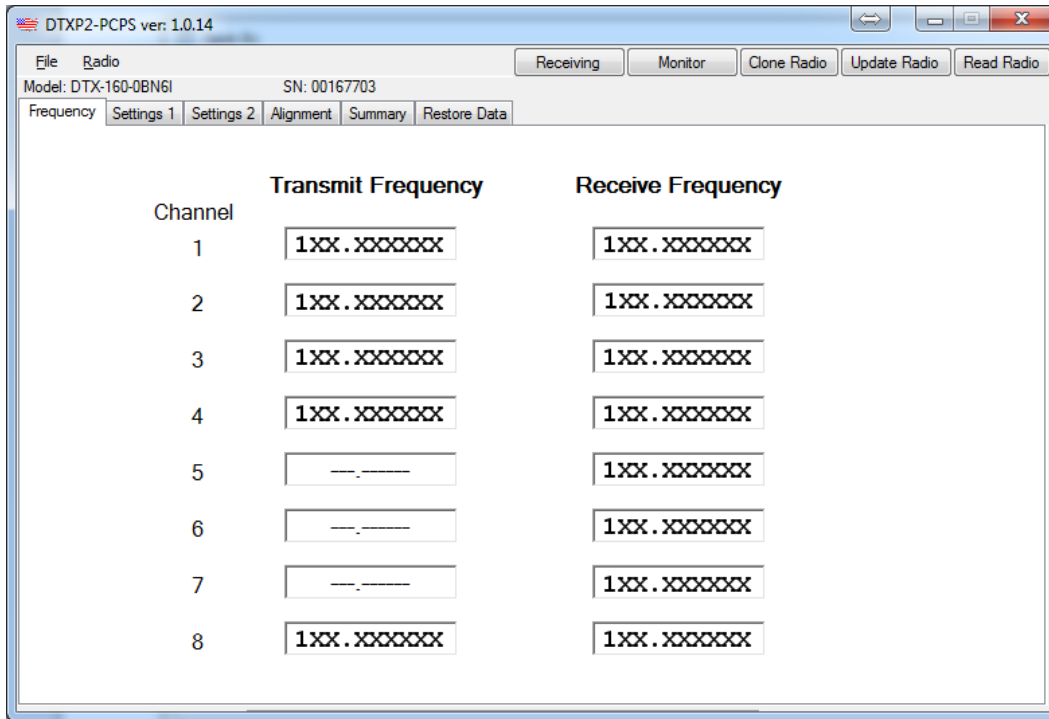 DTXP2-PCPS ver: 1.0.14
File Radio Receiving Monitor Clone Radio Update Radio Read Radio
Model: DTX-160-0BN6I SN: 00167703
Frequency Settings 1 Settings 2 Alignment Summary Restore Data
Transmit Frequency Receive Frequency
Channel
1 1XX.XXXXXX 1XX.XXXXXX
2 1XX.XXXXXX 1XX.XXXXXX
3 1XX.XXXXXX 1XX.XXXXXX
4 1XX.XXXXXX 1XX.XXXXXX
5 ---.------ 1XX.XXXXXX
6 ---.------ 1XX.XXXXXX
7 ---.------ 1XX.XXXXXX
8 1XX.XXXXXX 1XX.XXXXXX